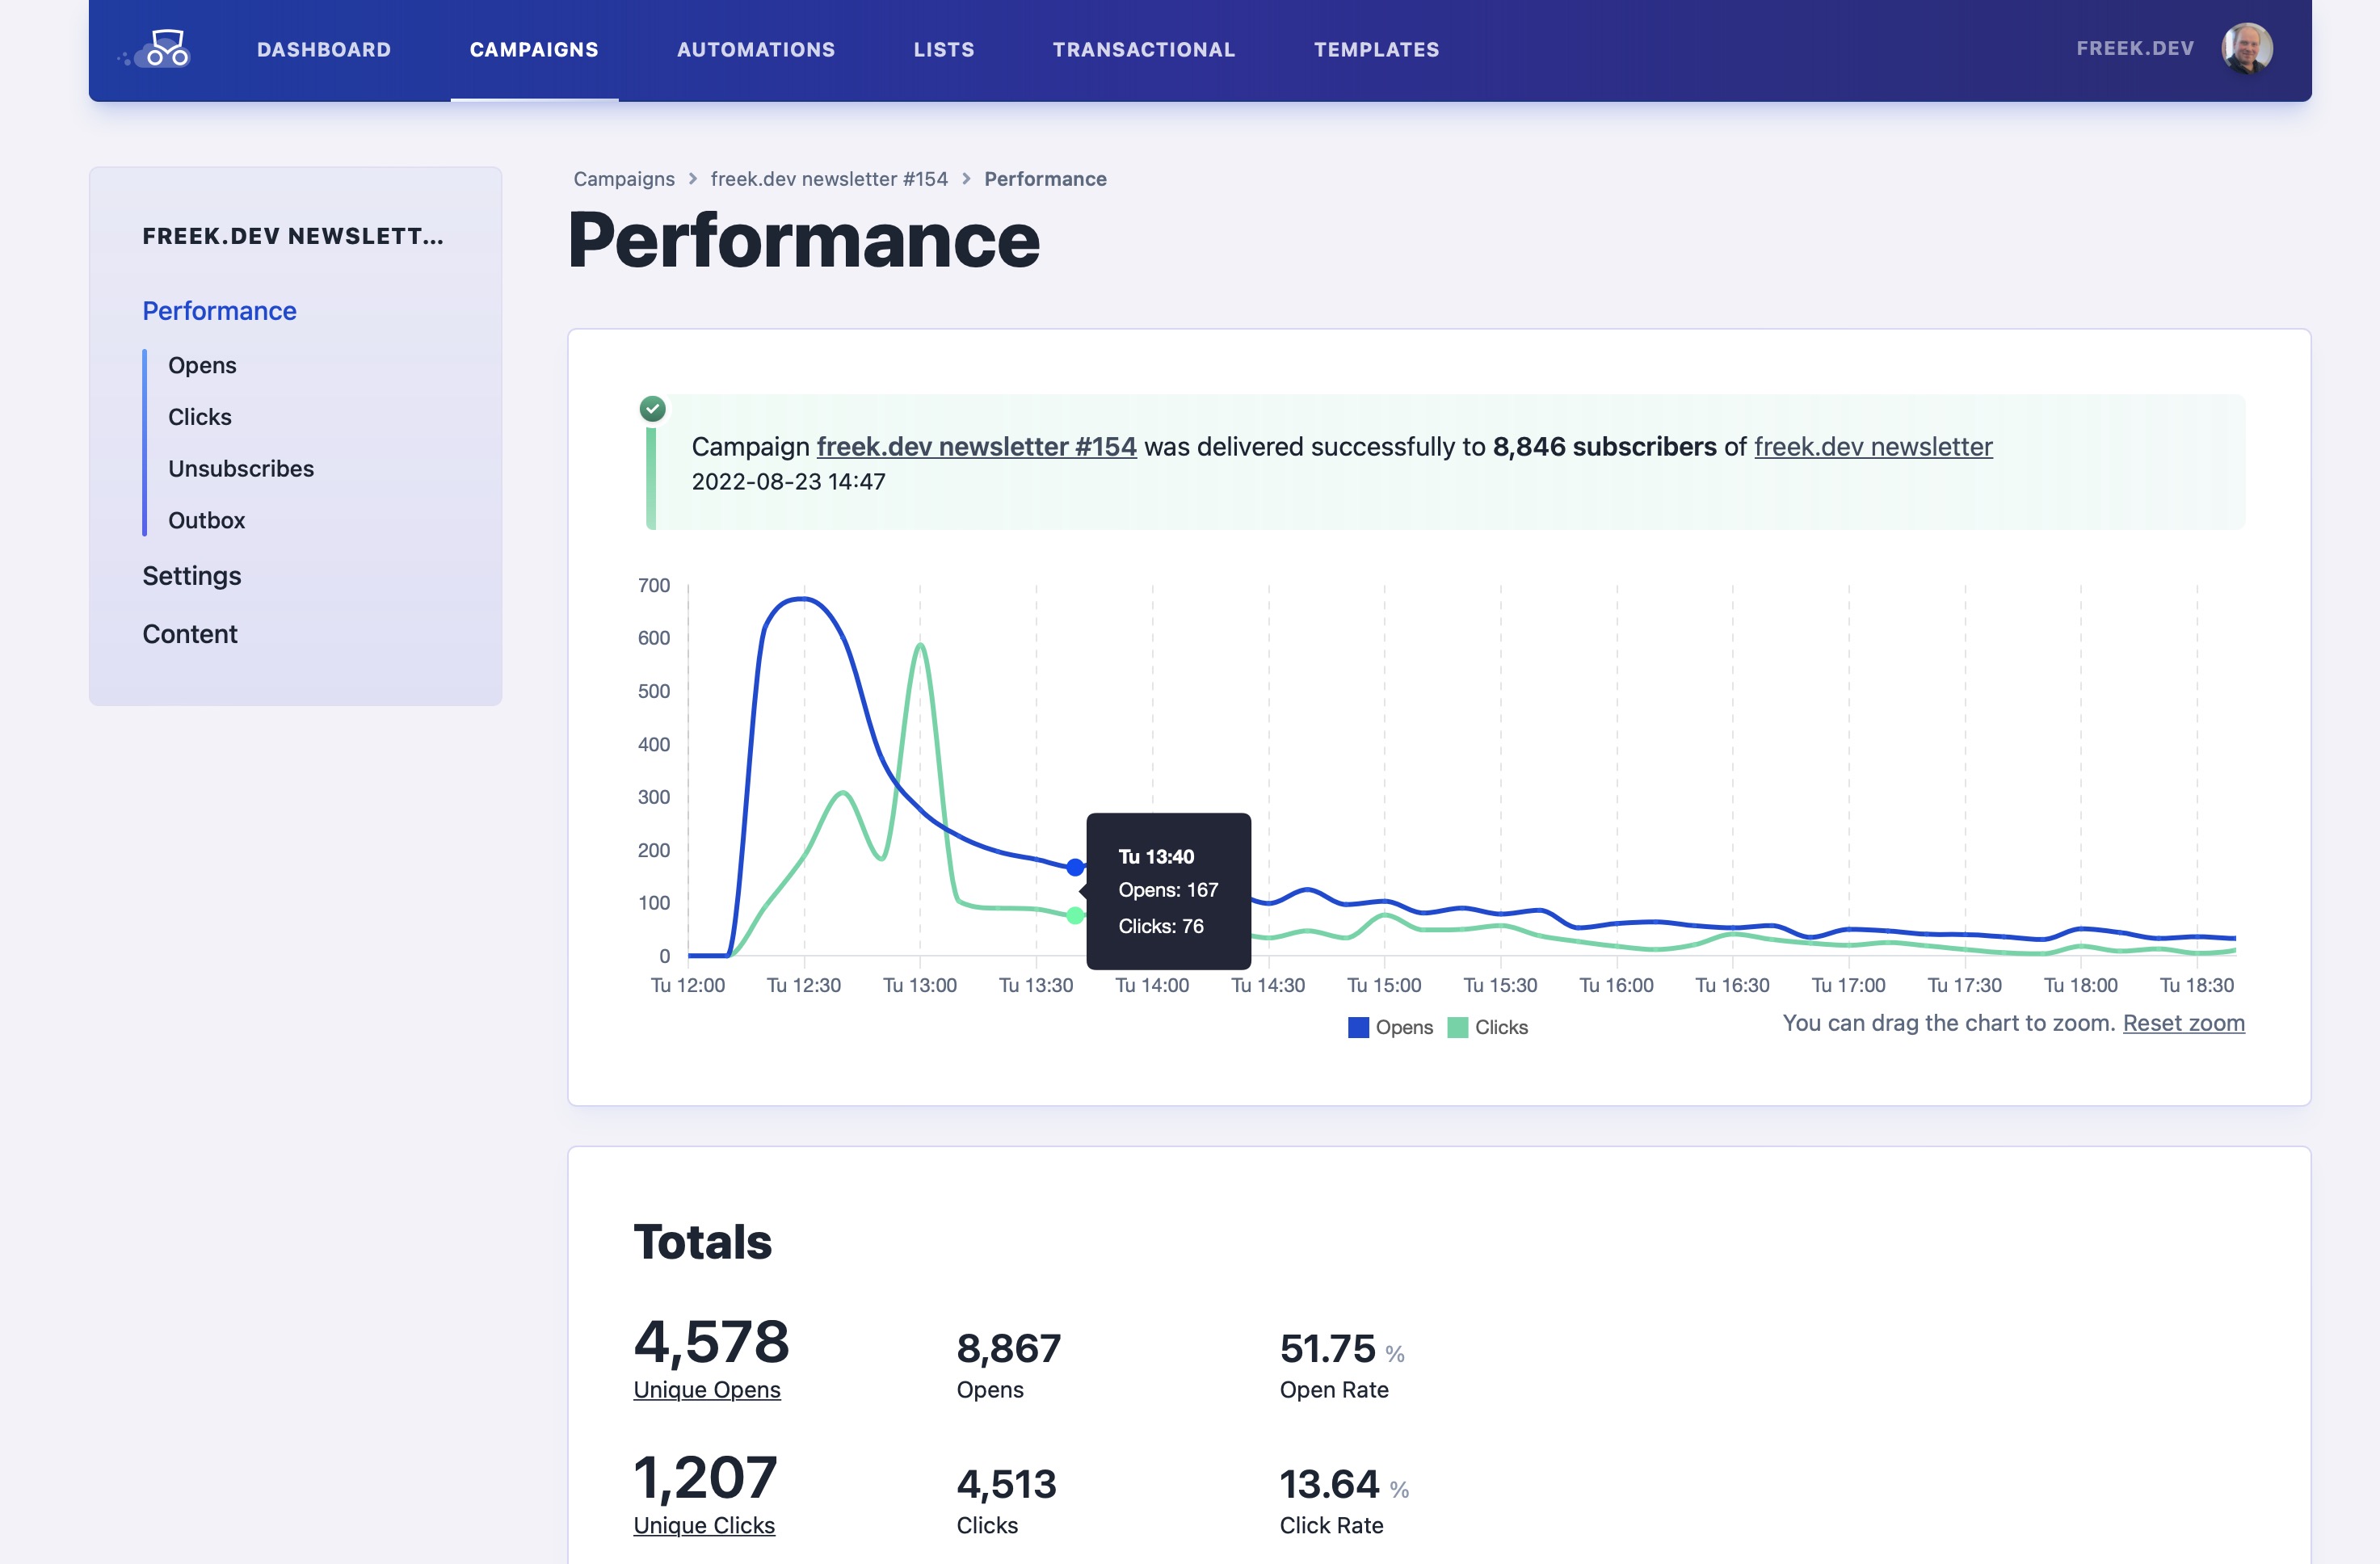 DASHBOARD
CAMPAIGNS
AUTOMATIONS
LISTS
TRANSACTIONAL
TEMPLATES
FREEK.DEV
FREEK.DEV NEWSLETT...
Performance
Opens
Clicks
Unsubscribes
Outbox
Settings
Content
Campaigns > freek.dev newsletter #154 > Performance
Performance
Campaign freek.dev newsletter #154 was delivered successfully to 8,846 subscribers of freek.dev newsletter
2022-08-23 14:47
700
600
500
400
300
200
100
0
Tu 13:40
Opens: 167
Clicks: 76
Tu 12:00
Tu 12:30
Tu 13:00
Tu 13:30
Tu 14:00
Tu 14:30
Tu 15:00
Tu 15:30
Tu 16:00
Tu 16:30
Tu 17:00
Tu 17:30
Tu 18:00
Tu 18:30
Opens
Clicks
You can drag the chart to zoom. Reset zoom
Totals
4,578
Unique Opens
8,867
Opens
51.75 %
Open Rate
1,207
Unique Clicks
4,513
Clicks
13.64 %
Click Rate